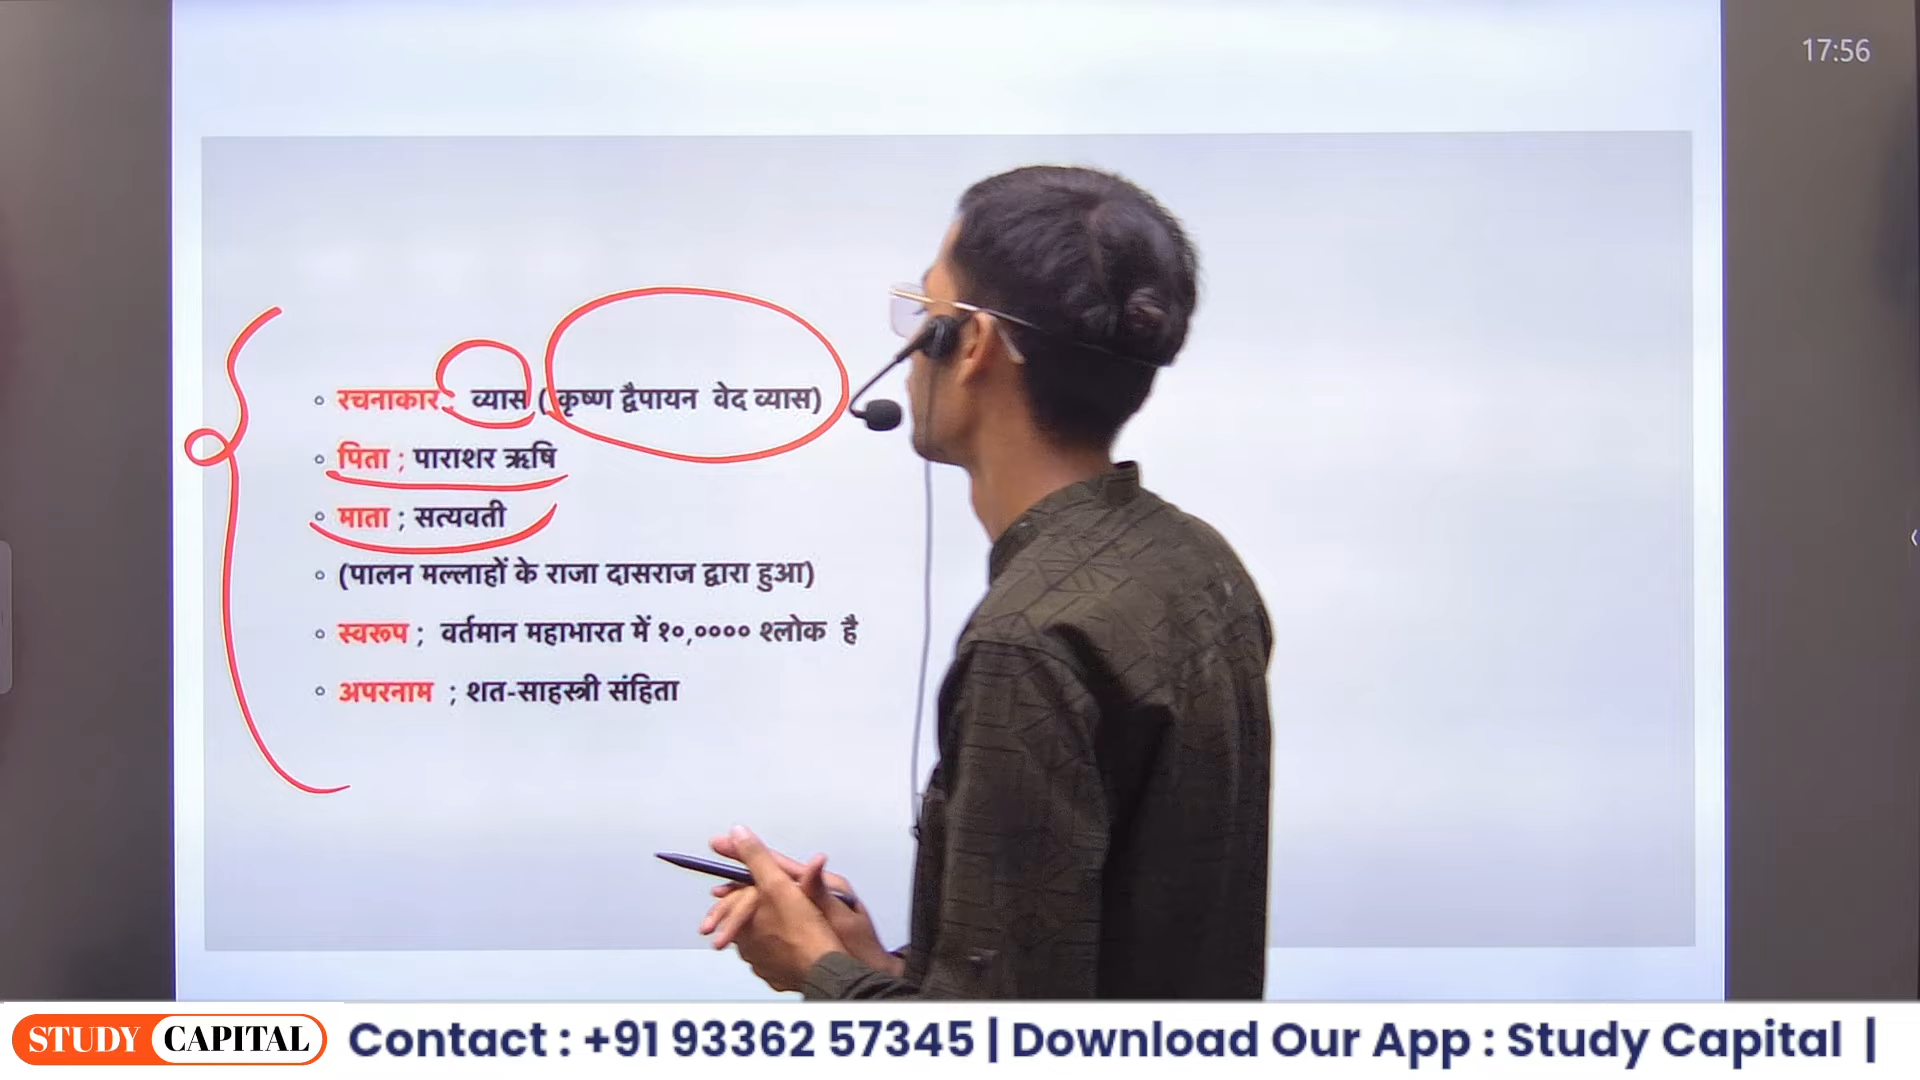 17:56
रचनाकार ; व्यास ( कृष्ण द्वैपायन वेद व्यास)
पिता ; पाराशर ऋषि
माता ; सत्यवती
(पालन मल्लाहों के राजा दासराज द्वारा हुआ)
स्वरूप ; वर्तमान महाभारत में १०,०००० श्लोक है
अपरनाम ; शत-साहस्त्री संहिता
STUDY CAPITAL Contact : +91 93362 57345 | Download Our App : Study Capital |